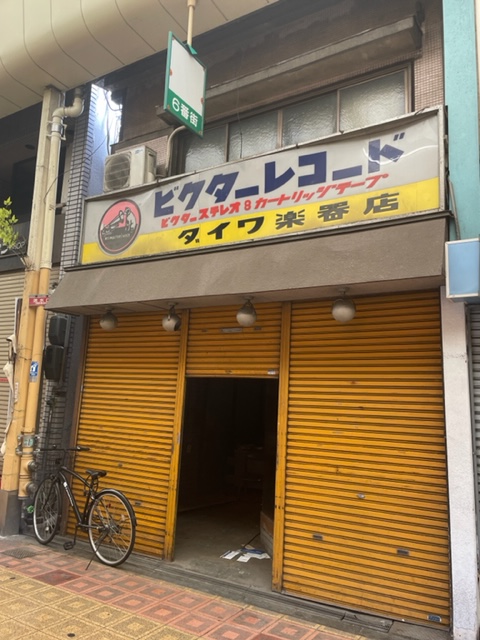 6番街
ビクターレコード
ビクターステレオ8カートリッジテープ
ダイワ楽器店